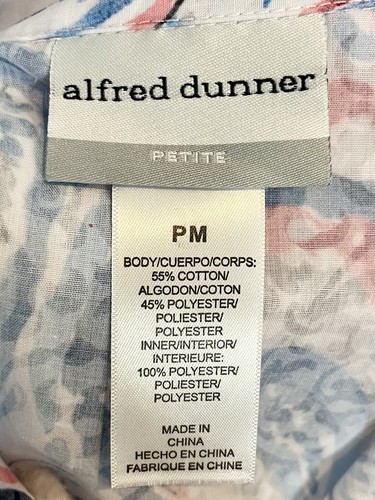 alfred dunner
PETITE
PM
BODY/CUERPO/CORPS:
55% COTTON/
ALGODON/COTON
45% POLYESTER/
POLIESTER/
POLYESTER
INNER/INTERIOR/
INTERIEURE:
100% POLYESTER/
POLIESTER/
POLYESTER
MADE IN
CHINA
HECHO EN CHINA
FABRIQUE EN CHINE